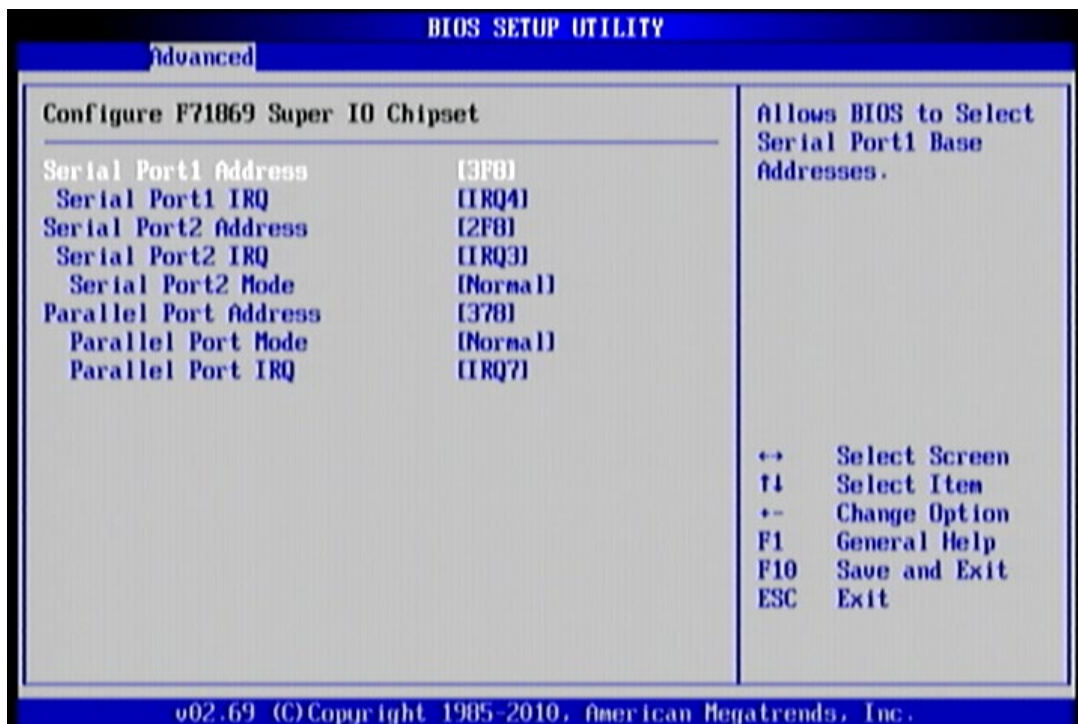 BIOS SETUP UTILITY
Advanced
Configure F71869 Super IO Chipset
Serial Port1 Address [3F8]
Serial Port1 IRQ [IRQ4]
Serial Port2 Address [2F8]
Serial Port2 IRQ [IRQ3]
Serial Port2 Mode [Normal]
Parallel Port Address [378]
Parallel Port Mode [Normal]
Parallel Port IRQ [IRQ7]
Allows BIOS to Select
Serial Port1 Base
Addresses.
↔ Select Screen
↑↓ Select Item
+- Change Option
F1 General Help
F10 Save and Exit
ESC Exit
v02.69 (C)Copyright 1985-2010, American Megatrends, Inc.